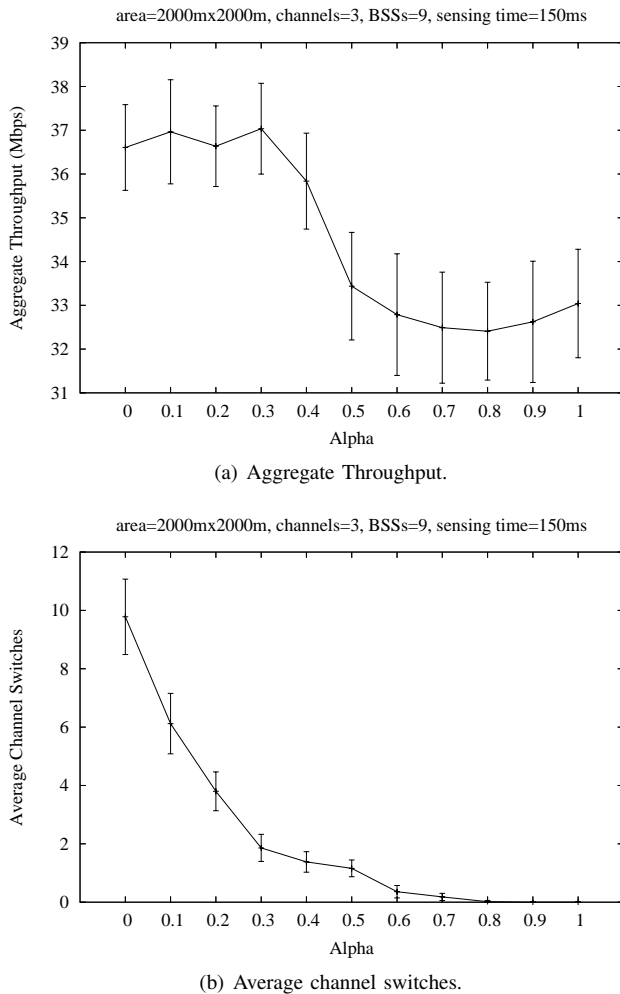 area=2000mx2000m, channels=3, BSSs=9, sensing time=150ms
39
38
37
36
35
34
33
32
31
Aggregate Throughput (Mbps)
0 0.1 0.2 0.3 0.4 0.5 0.6 0.7 0.8 0.9 1
Alpha
(a) Aggregate Throughput.
area=2000mx2000m, channels=3, BSSs=9, sensing time=150ms
12
10
8
6
4
2
0
Average Channel Switches
0 0.1 0.2 0.3 0.4 0.5 0.6 0.7 0.8 0.9 1
Alpha
(b) Average channel switches.